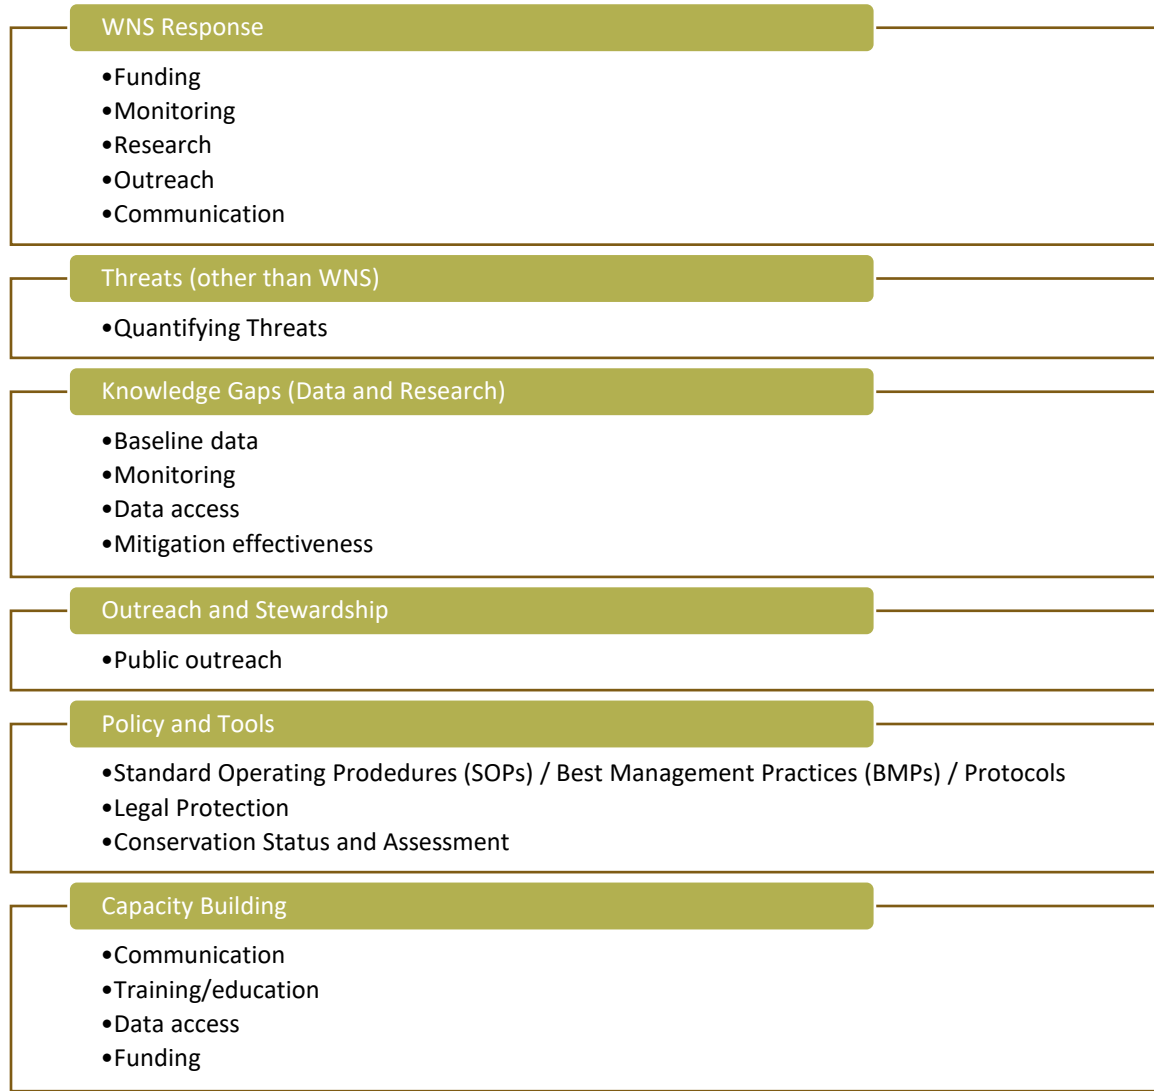 WNS Response
•Funding
•Monitoring
•Research
•Outreach
•Communication
Threats (other than WNS)
•Quantifying Threats
Knowledge Gaps (Data and Research)
•Baseline data
•Monitoring
•Data access
•Mitigation effectiveness
Outreach and Stewardship
•Public outreach
Policy and Tools
•Standard Operating Prodedures (SOPs) / Best Management Practices (BMPs) / Protocols
•Legal Protection
•Conservation Status and Assessment
Capacity Building
•Communication
•Training/education
•Data access
•Funding